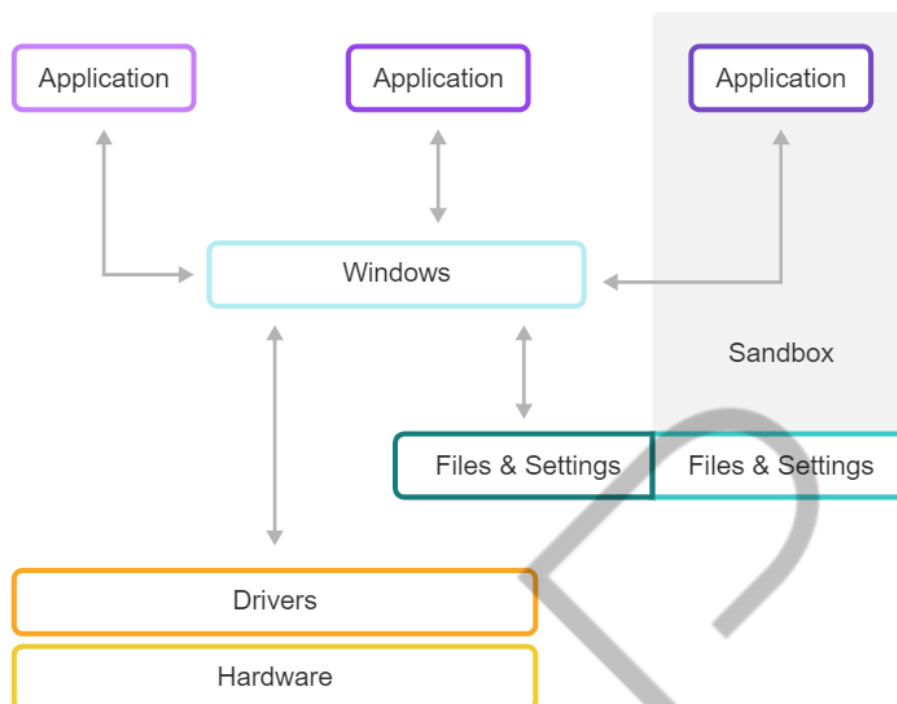 Application
Application
Application
Windows
Sandbox
Files & Settings
Files & Settings
Drivers
Hardware